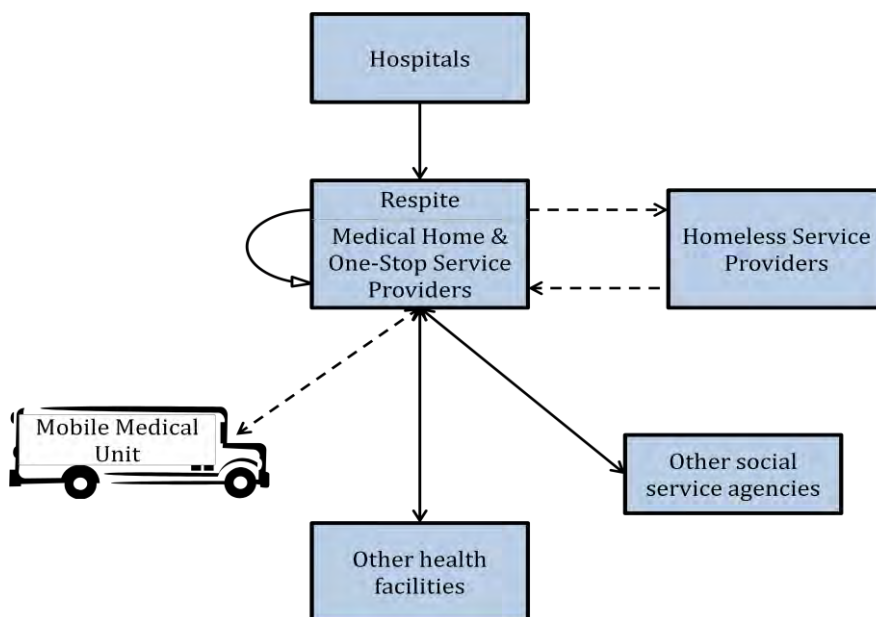 Hospitals
Respite
Medical Home &
One-Stop Service
Providers
Homeless Service
Providers
Mobile Medical
Unit
Other social
service agencies
Other health
facilities